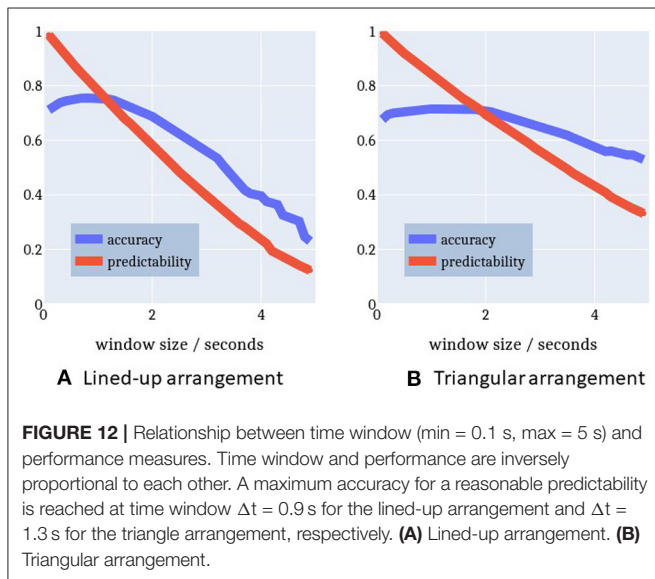 1
0.8
0.6
0.4
0.2
0
accuracy
predictability
0
2
4
window size / seconds
A Lined-up arrangement
1
0.8
0.6
0.4
0.2
0
accuracy
predictability
0
2
4
window size / seconds
B Triangular arrangement
FIGURE 12 | Relationship between time window (min = 0.1 s, max = 5 s) and
performance measures. Time window and performance are inversely
proportional to each other. A maximum accuracy for a reasonable predictability
is reached at time window Δt = 0.9 s for the lined-up arrangement and Δt =
1.3 s for the triangle arrangement, respectively. (A) Lined-up arrangement. (B)
Triangular arrangement.